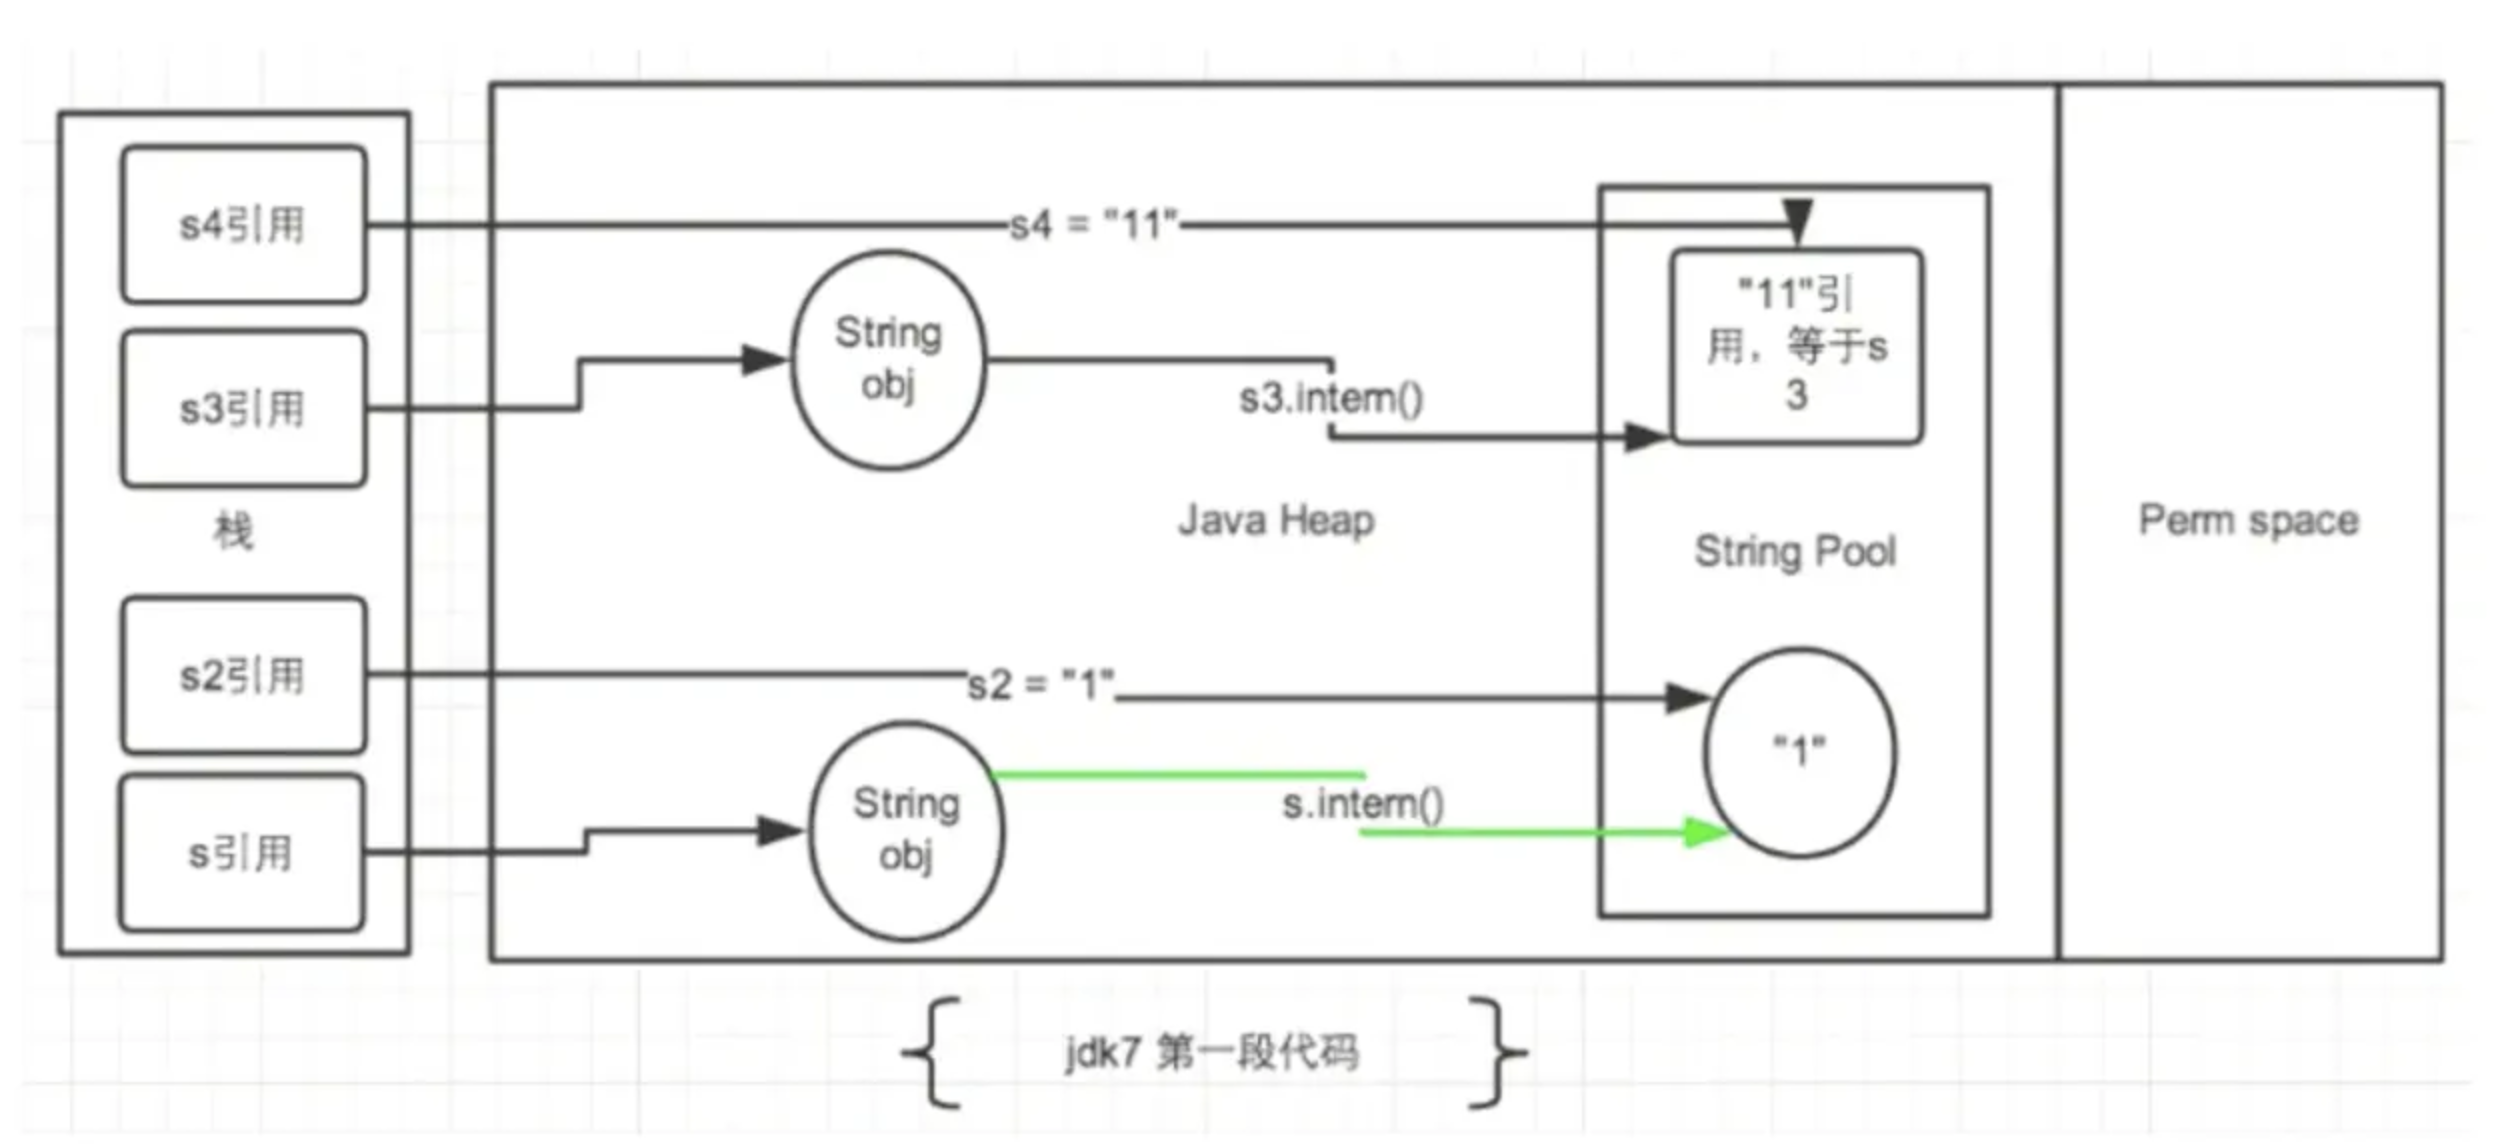 s4引用
s4 = "11"
"11"引
用，等于s
3
String
obj
s3引用
s3.intern()
栈
Java Heap
String Pool
Perm space
s2引用
s2 = "1"
"1"
String
obj
s.intern()
s引用
jdk7 第一段代码